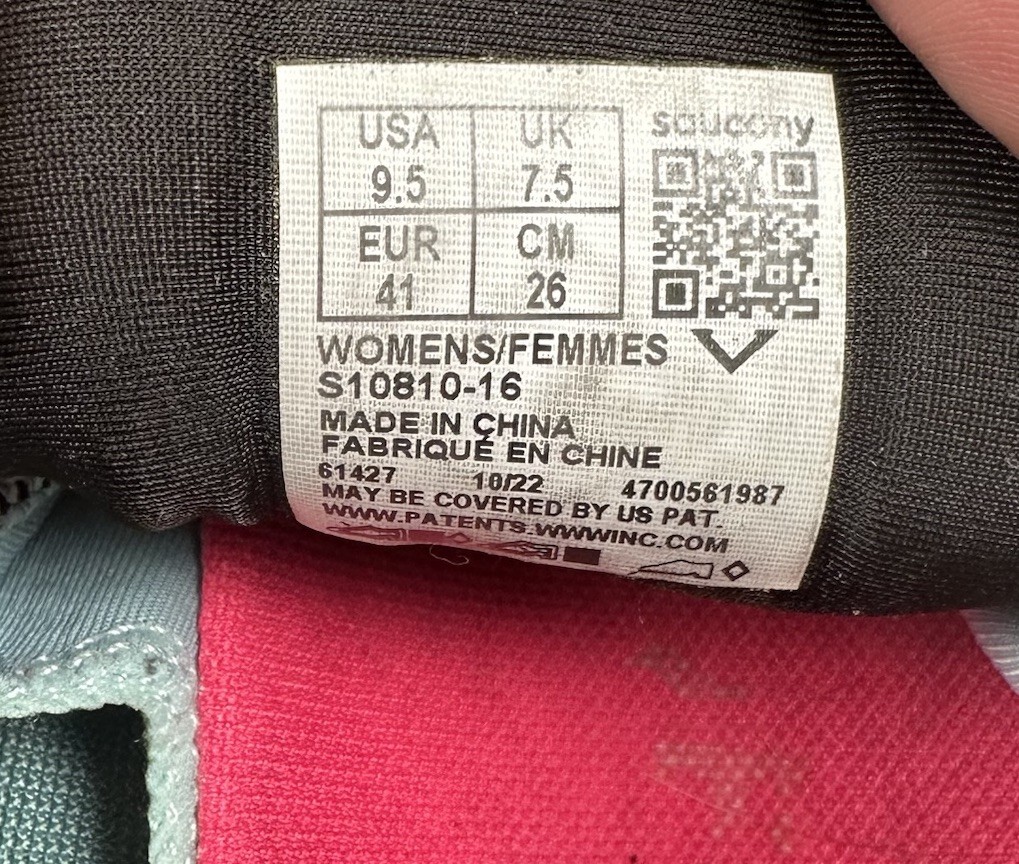 USA UK
9.5 7.5
EUR CM
41 26
saucony
WOMENS/FEMMES
S10810-16
MADE IN CHINA
FABRIQUÉ EN CHINE
61427 10/22 4700561987
MAY BE COVERED BY US PAT.
WWW.PATENTS.WWWINC.COM